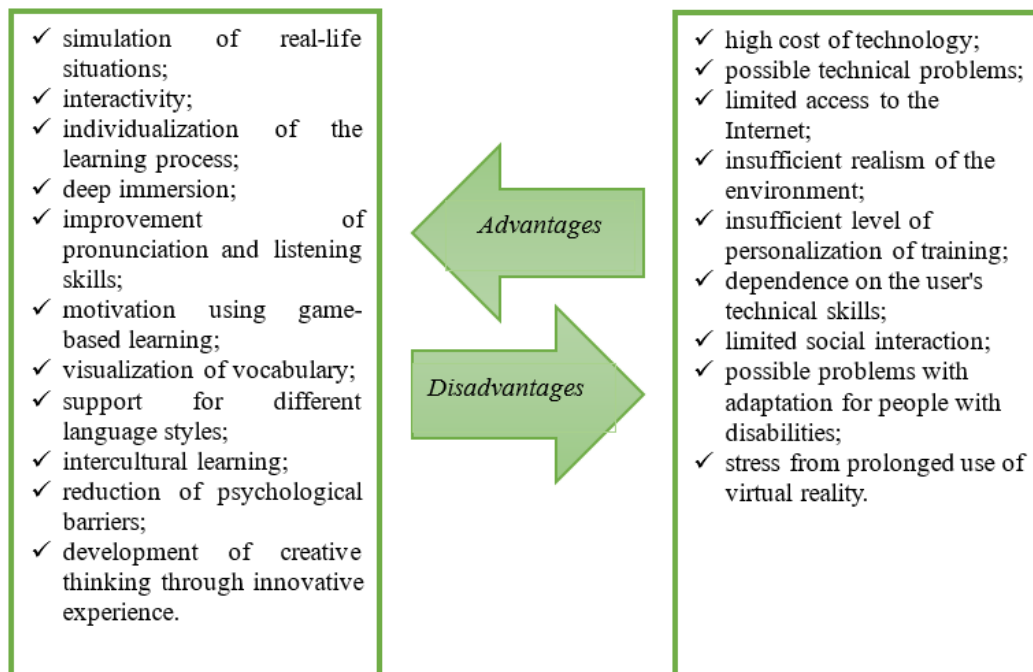 ✓ simulation of real-life
situations;
✓ interactivity;
✓ individualization of the
learning process;
✓ deep immersion;
✓ improvement of
pronunciation and listening
skills;
✓ motivation using game-
based learning;
✓ visualization of vocabulary;
✓ support for different
language styles;
✓ intercultural learning;
✓ reduction of psychological
barriers;
✓ development of creative
thinking through innovative
experience.
Advantages
Disadvantages
✓ high cost of technology;
✓ possible technical problems;
✓ limited access to the
Internet;
✓ insufficient realism of the
environment;
✓ insufficient level of
personalization of training;
✓ dependence on the user's
technical skills;
✓ limited social interaction;
✓ possible problems with
adaptation for people with
disabilities;
✓ stress from prolonged use of
virtual reality.